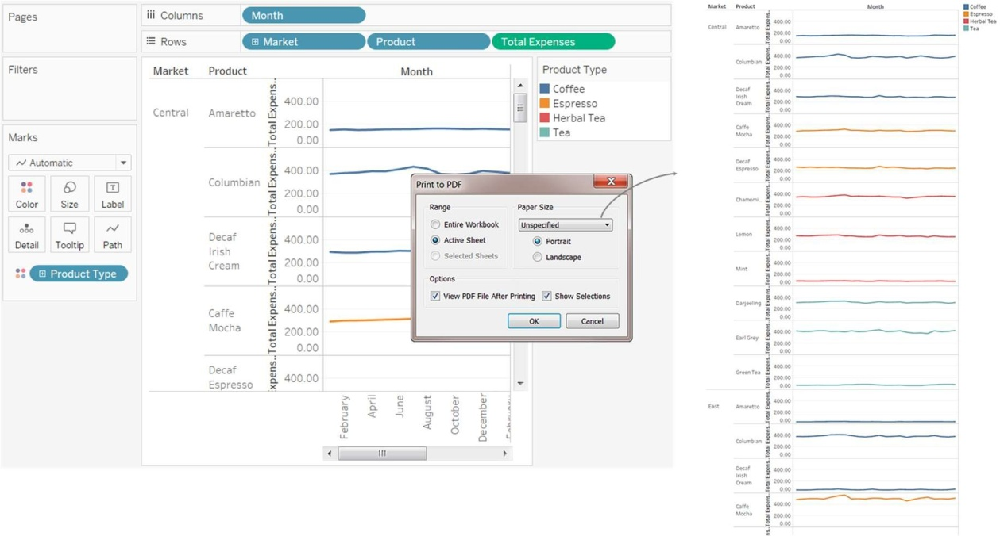 Pages
Columns
Month
Rows
Market
Product
Total Expenses
Filters
Marks
Automatic
Color
Size
Label
Detail
Tooltip
Path
Product Type
Market
Product
Month
Central
Amaretto
Total Expens..
400.00
200.00
0.00
Columbian
Total Expens..
400.00
200.00
0.00
Decaf
Irish
Cream
Total Expens..
400.00
200.00
0.00
Caffe
Mocha
Total Expens..
400.00
200.00
0.00
Decaf
Espresso
xpens..
400.00
February
April
June
August
October
December
Product Type
Coffee
Espresso
Herbal Tea
Tea
Print to PDF
Range
Entire Workbook
Active Sheet
Selected Sheets
Paper Size
Unspecified
Portrait
Landscape
Options
View PDF File After Printing
Show Selections
OK
Cancel
Market
Product
Month
Coffee
Espresso
Herbal Tea
Tea
Central
Amaretto
Total Expens..
400.00
200.00
0.00
Columbian
Total Expens..
400.00
200.00
0.00
Decaf
Irish
Cream
Total Expens..
400.00
200.00
0.00
Caffe
Mocha
Total Expens..
400.00
200.00
0.00
Decaf
Espresso
Total Expens..
400.00
200.00
0.00
Chamomi..
Total Expens..
400.00
200.00
0.00
Lemon
Total Expens..
400.00
200.00
0.00
Mint
Total Expens..
400.00
200.00
0.00
Darjeeling
Total Expens..
400.00
200.00
0.00
Earl Grey
Total Expens..
400.00
200.00
0.00
Green Tea
Total Expens..
400.00
200.00
0.00
East
Amaretto
Total Expens..
400.00
200.00
0.00
Columbian
Total Expens..
400.00
200.00
0.00
Decaf
Irish
Cream
Total Expens..
400.00
200.00
0.00
Caffe
Mocha
Total Expens..
400.00
200.00
0.00